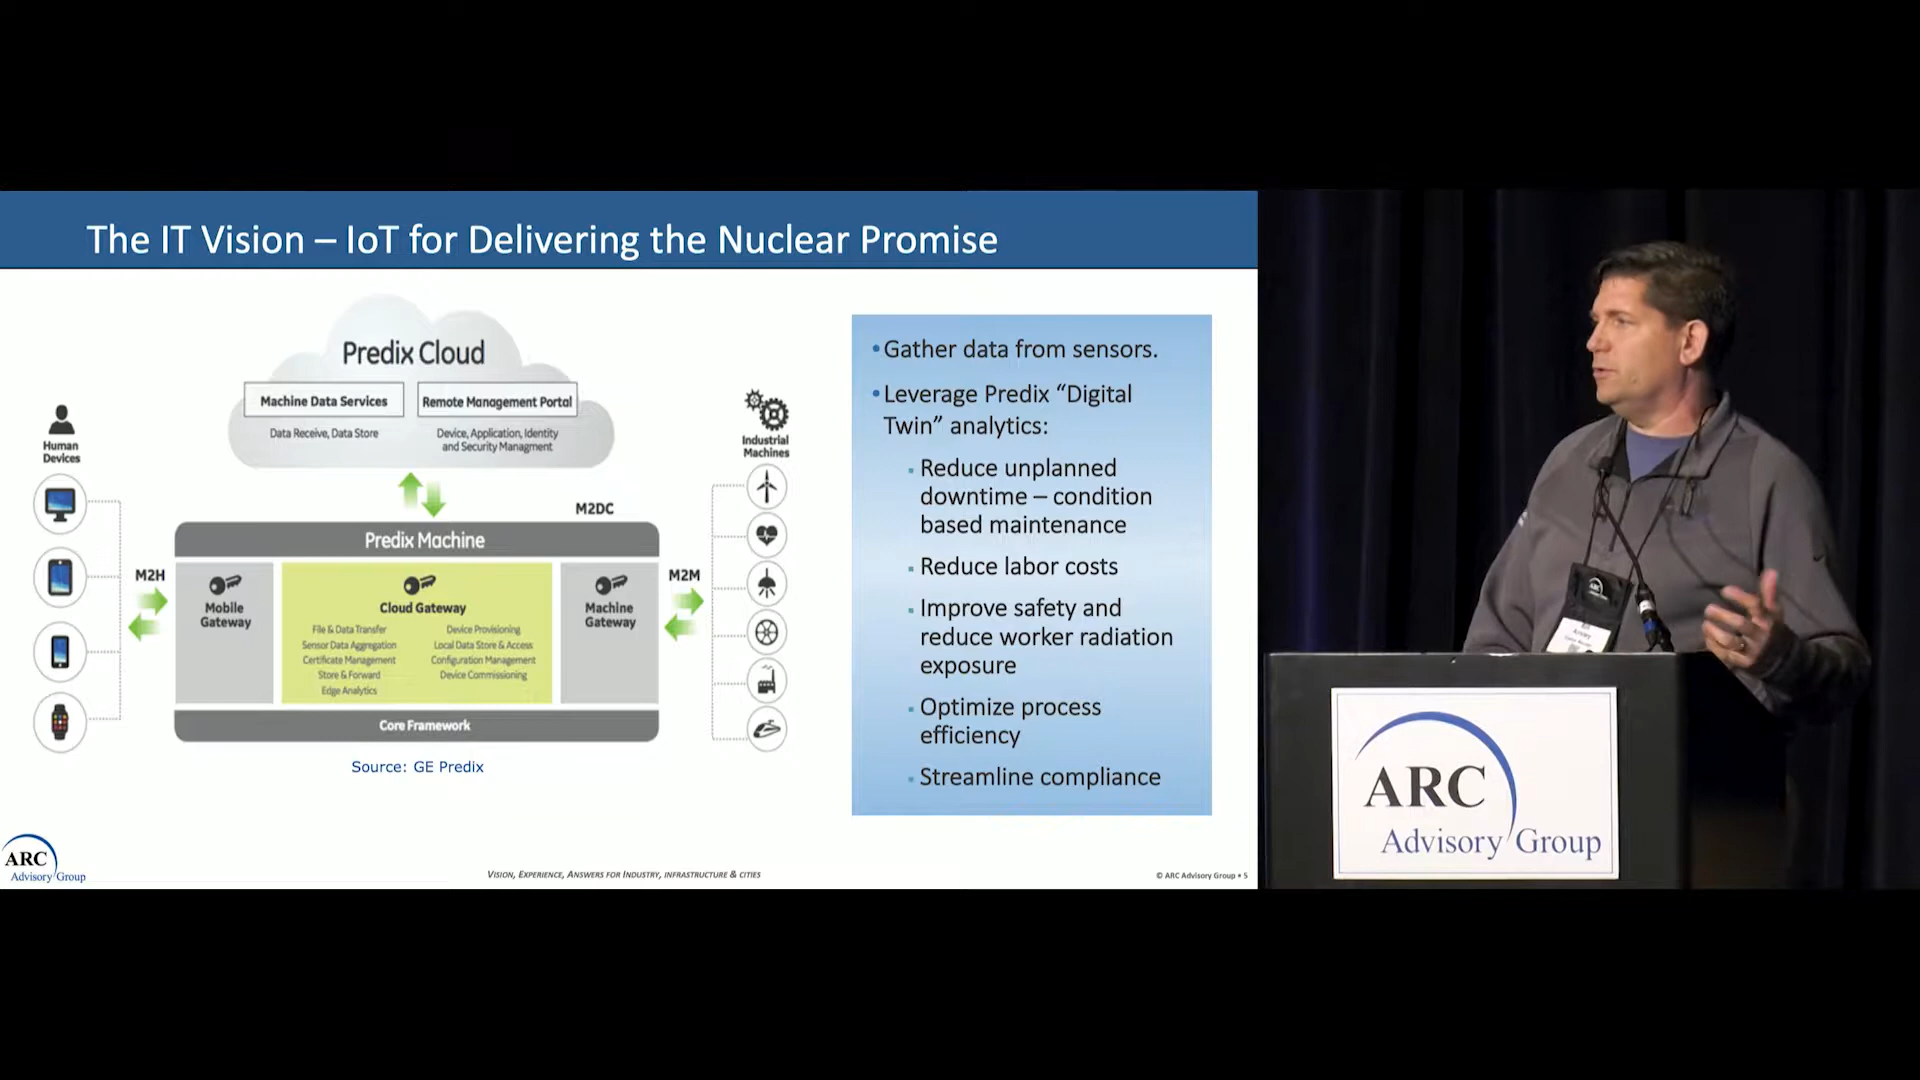 The IT Vision – IoT for Delivering the Nuclear Promise
Predix Cloud
Machine Data Services
Data Receive, Data Store
Remote Management Portal
Device, Application, Identity
and Security Managment
Human
Devices
Industrial
Machines
M2DC
Predix Machine
M2H
M2M
Mobile
Gateway
Cloud Gateway
File & Data Transfer
Sensor Data Aggregation
Certificate Management
Store & Forward
Edge Analytics
Device Provisioning
Local Data Store & Access
Configuration Management
Device Commissioning
Machine
Gateway
Core Framework
Source: GE Predix
•Gather data from sensors.
•Leverage Predix “Digital
Twin” analytics:
▪ Reduce unplanned
downtime – condition
based maintenance
▪ Reduce labor costs
▪ Improve safety and
reduce worker radiation
exposure
▪ Optimize process
efficiency
▪ Streamline compliance
ARC
Advisory Group
Vision, Experience, Answers for Industry, infrastructure & cities
© ARC Advisory Group • 5
ARC
ARC
Advisory Group